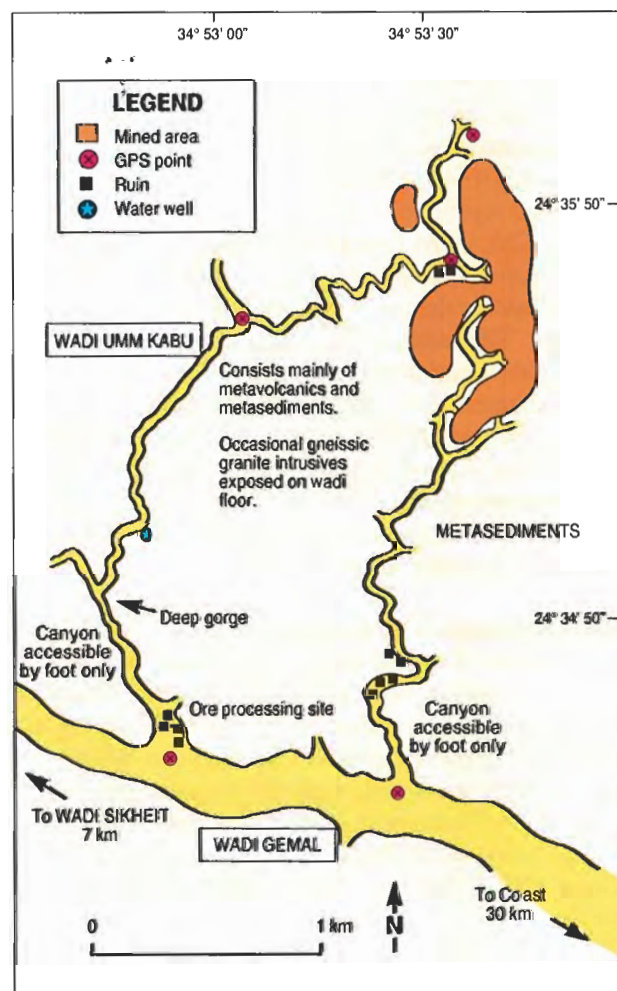 34° 53' 00"
34° 53' 30"
LEGEND
Mined area
GPS point
Ruin
Water well
24° 35' 50"
WADI UMM KABU
Consists mainly of
metavolcanics and
metasediments.
Occasional gneissic
granite intrusives
exposed on wadi
floor.
METASEDIMENTS
Deep gorge
24° 34' 50"
Canyon
accessible
by foot only
Ore processing site
Canyon
accessible
by foot only
To WADI SIKHEIT
7 km
WADI GEMAL
To Coast
30 km
0
1 km
N